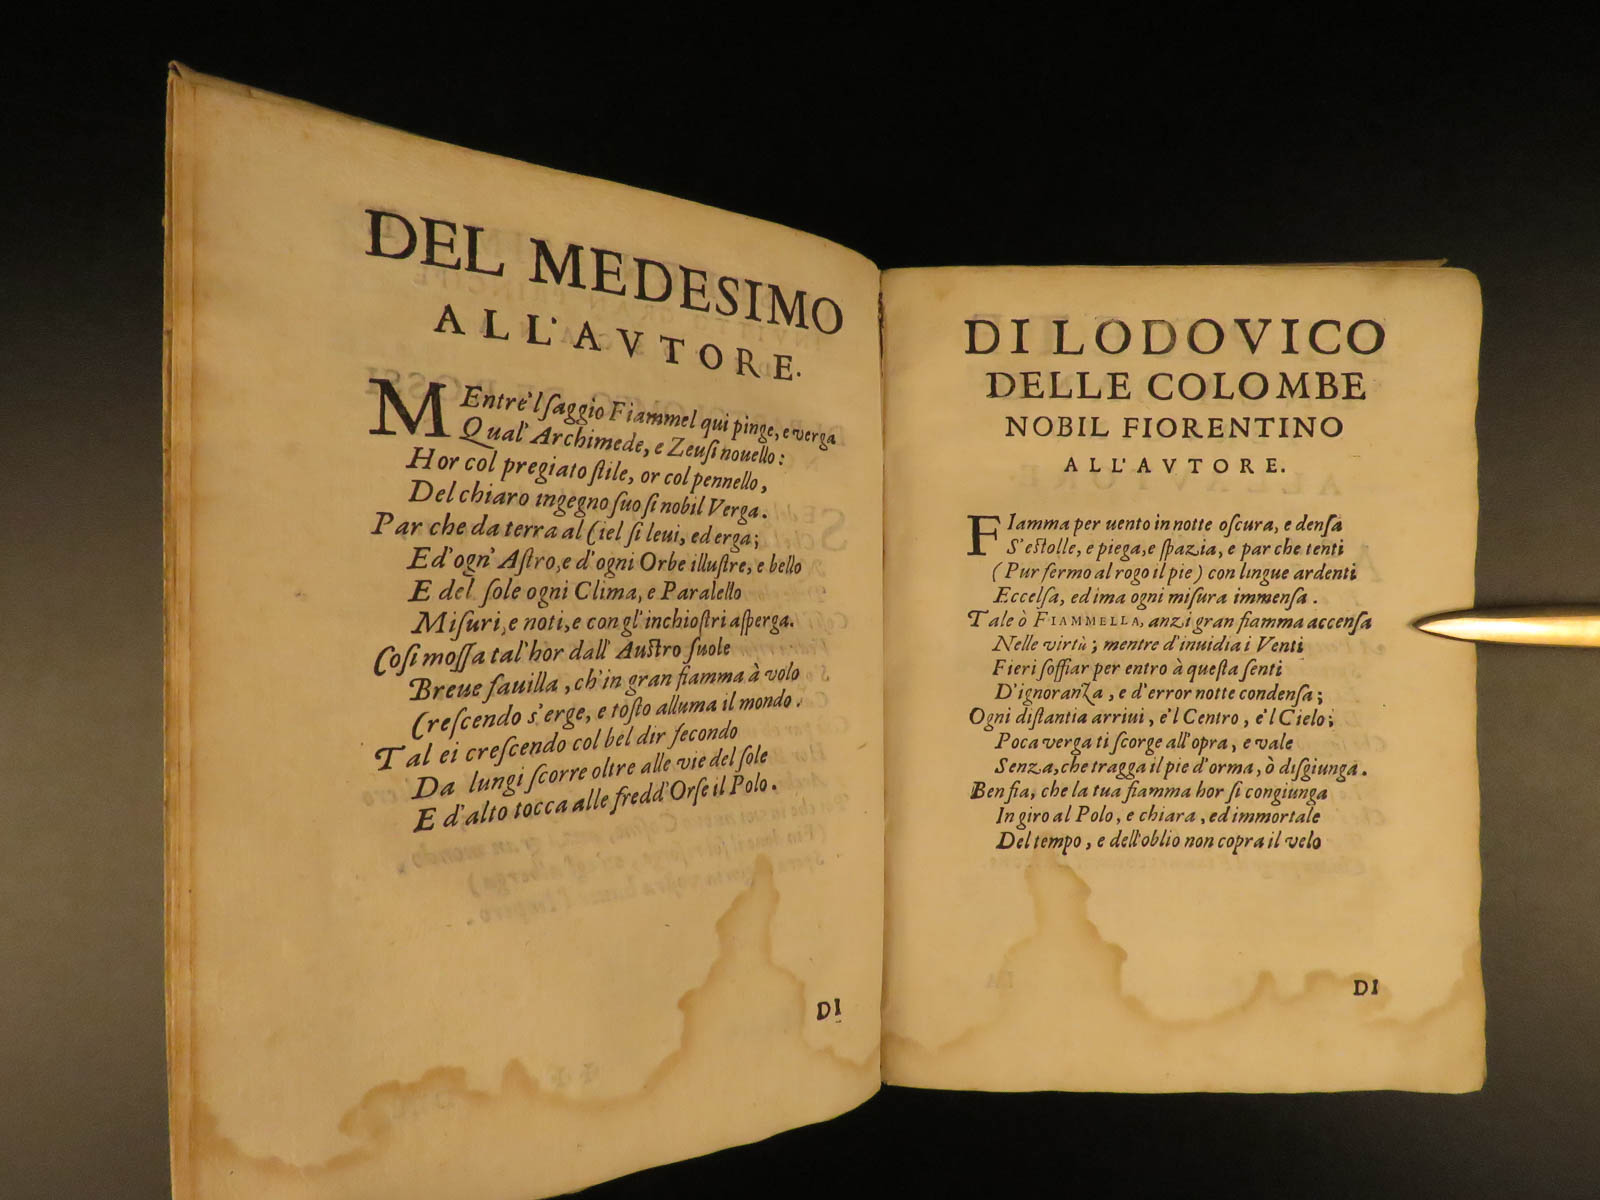 DEL MEDESIMO
ALL'AVTORE.
MEntre'l ſaggio Fiammel qui pinge, e verga
Qual' Archimede, e Zeuſi nouello:
Hor col pregiato ſtile, or col pennello,
Del chiaro ingegno ſuo ſi nobil Verga.
Par che da terra al Ciel ſi leui, ed erga;
Ed'ogn' Aſtro, e d'ogni Orbe illuſtre, e bello
E del ſole ogni Clima, e Paralello
Miſuri, e noti, e con gl'inchioſtri aſperga.
Coſi moſſa tal'hor dall' Auſtro ſuole
Breue fauilla, ch'in gran fiamma à volo
Creſcendo s'erge, e toſto alluma il mondo.
Tal ei creſcendo col bel dir fecondo
Da lungi ſcorre oltre alle vie del ſole
E d'alto tocca alle fredd'Orſe il Polo.
DI
DI LODOVICO
DELLE COLOMBE
NOBIL FIORENTINO
ALL'AVTORE.
FIamma per uento in notte oſcura, e denſa
S'eſtolle, e piega, e ſpazia, e par che tenti
(Pur fermo al rogo il pie) con lingue ardenti
Eccelſa, ed ima ogni miſura immenſa.
Tale ò FIAMMELLA, anzi gran fiamma accenſa
Nelle virtù; mentre d'inuidia i Venti
Fieri ſoffiar per entro à queſta ſenti
D'ignoranza, e d'error notte condenſa;
Ogni diſtantia arriui, e'l Centro, e'l Cielo;
Poca verga ti ſcorge all'opra, e vale
Senza, che tragga il pie d'orma, ò diſgiunga.
Ben fia, che la tua fiamma hor ſi congiunga
In giro al Polo, e chiara, ed immortale
Del tempo, e dell'oblio non copra il velo
DI